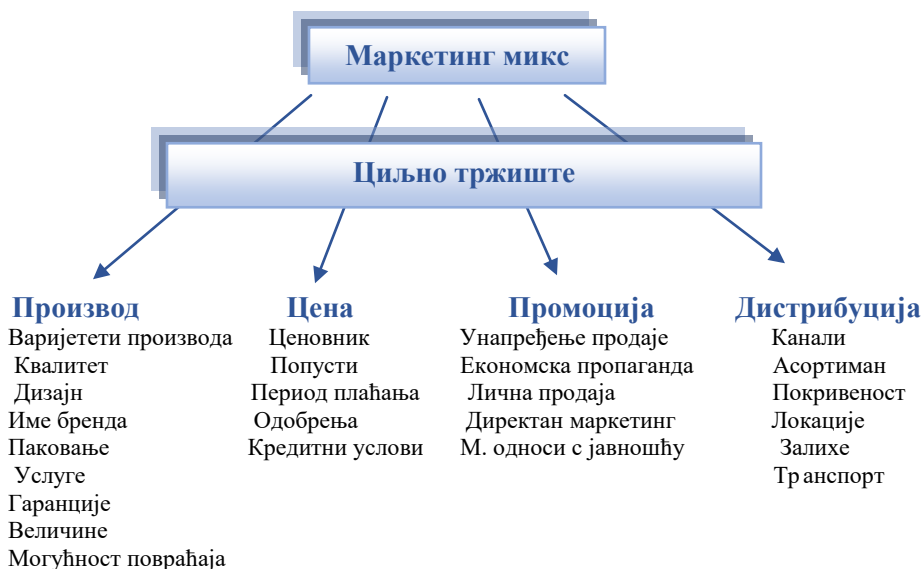 Маркетинг микс
Циљно тржиште
Производ
Варијетети производа
Квалитет
Дизајн
Име бренда
Паковање
Услуге
Гаранције
Величине
Могућност повраћаја
Цена
Ценовник
Попусти
Период плаћања
Одобрења
Кредитни услови
Промоција
Унапређење продаје
Економска пропаганда
Лична продаја
Директан маркетинг
М. односи с јавношћу
Дистрибуција
Канали
Асортиман
Покривеност
Локације
Залихе
Транспорт